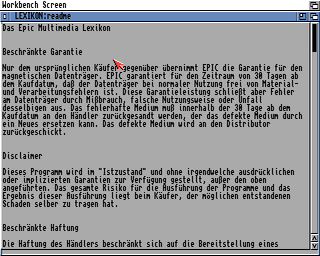 Workbench Screen
LEXIKON:readme
Das Epic Multimedia Lexikon
Beschränkte Garantie
Nur dem ursprünglichen Käufer gegenüber übernimmt EPIC die Garantie für den
magnetischen Datenträger. EPIC garantiert für den Zeitraum von 30 Tagen ab
dem Kaufdatum, daß der Datenträger bei normaler Nutzung frei von Material-
und Verarbeitungsfehlern ist. Diese Garantieleistung schließt aber Fehler
am Datenträger durch Mißbrauch, falsche Nutzungsweise oder Unfall
desselbigen aus. Das fehlerhafte Medium muß innerhalb der 30 Tage ab dem
Kaufdatum an den Händler zurückgesandt werden, der das defekte Medium durch
ein Neues ersetzen kann. Das defekte Medium wird an den Distributor
zurückgeschickt.
Disclaimer
Dieses Programm wird im "Istzustand" und ohne irgendwelche ausdrücklichen
oder implizierten Garantien zur Verfügung gestellt, außer den oben
angeführten. Das gesamte Risiko für die Ausführung der Programme und das
Ergebnis dieser Ausführung liegt beim Käufer, der möglichen entstandenen
Schaden selber zu tragen hat.
Beschränkte Haftung
Die Haftung des Händlers beschränkt sich auf die Bereitstellung eines